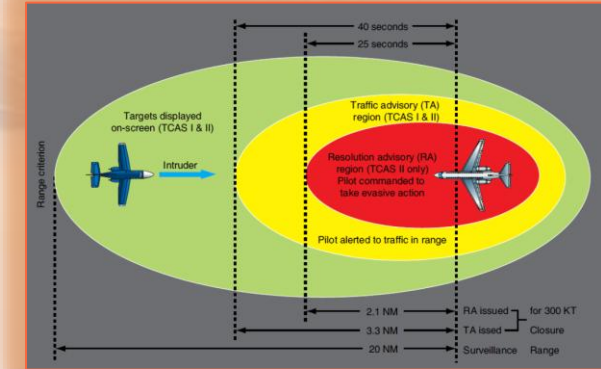 40 seconds
25 seconds
Targets displayed
on-screen (TCAS I & II)
Traffic advisory (TA)
region (TCAS I & II)
Range criterion
Intruder
Resolution advisory (RA)
region (TCAS II only)
Pilot commanded to
take evasive action
Pilot alerted to traffic in range
2.1 NM RA issued for 300 KT
3.3 NM TA issed Closure
20 NM Surveillance Range